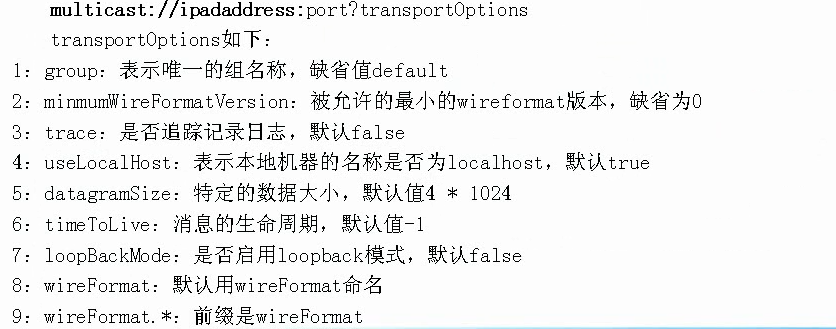 multicast://ipadaddress:port?transportOptions
transportOptions如下：
1：group：表示唯一的组名称，缺省值default
2：minmumWireFormatVersion：被允许的最小的wireformat版本，缺省为0
3：trace：是否追踪记录日志，默认false
4：useLocalHost：表示本地机器的名称是否为localhost，默认true
5：datagramSize：特定的数据大小，默认值4 * 1024
6：timeToLive：消息的生命周期，默认值-1
7：loopBackMode：是否启用loopback模式，默认false
8：wireFormat：默认用wireFormat命名
9：wireFormat.*：前缀是wireFormat